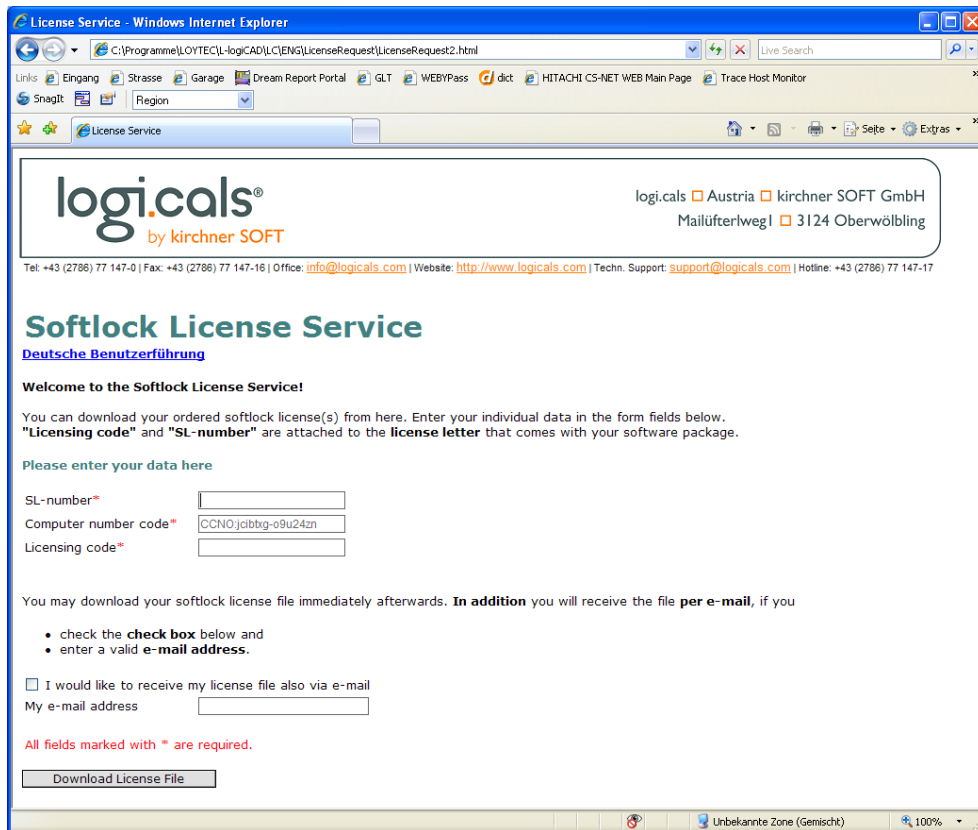 License Service - Windows Internet Explorer
C:\Programme\LOYTEC\L-logiCAD\LC\ENG\LicenseRequest\LicenseRequest2.html
Live Search
Links Eingang Strasse Garage Dream Report Portal GLT WEBYPass dict HITACHI CS-NET WEB Main Page Trace Host Monitor »
SnagIt Region
License Service Seite Extras »
logi.cals®
by kirchner SOFT
logi.cals Austria kirchner SOFT GmbH
Mailüfterlweg1 3124 Oberwölbling
Tel: +43 (2786) 77 147-0 | Fax: +43 (2786) 77 147-16 | Office: info@logicals.com | Website: http://www.logicals.com | Techn. Support: support@logicals.com | Hotline: +43 (2786) 77 147-17
Softlock License Service
Deutsche Benutzerführung
Welcome to the Softlock License Service!
You can download your ordered softlock license(s) from here. Enter your individual data in the form fields below.
"Licensing code" and "SL-number" are attached to the license letter that comes with your software package.
Please enter your data here
SL-number*
Computer number code* CCNO:jcibtxg-o9u24zn
Licensing code*
You may download your softlock license file immediately afterwards. In addition you will receive the file per e-mail, if you
• check the check box below and
• enter a valid e-mail address.
I would like to receive my license file also via e-mail
My e-mail address
All fields marked with * are required.
Download License File
Unbekannte Zone (Gemischt) 100%